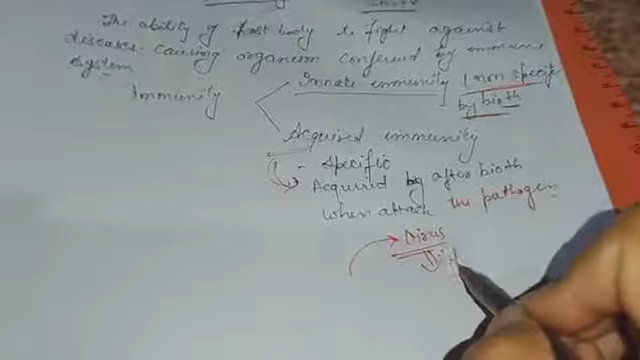 The ability of host body to fight against
diseases-causing organism conferred by immune
system
Immunity
Innate immunity (non specific
by birth
Acquired immunity
- specific
Acquired by after birth
when attack the pathogen